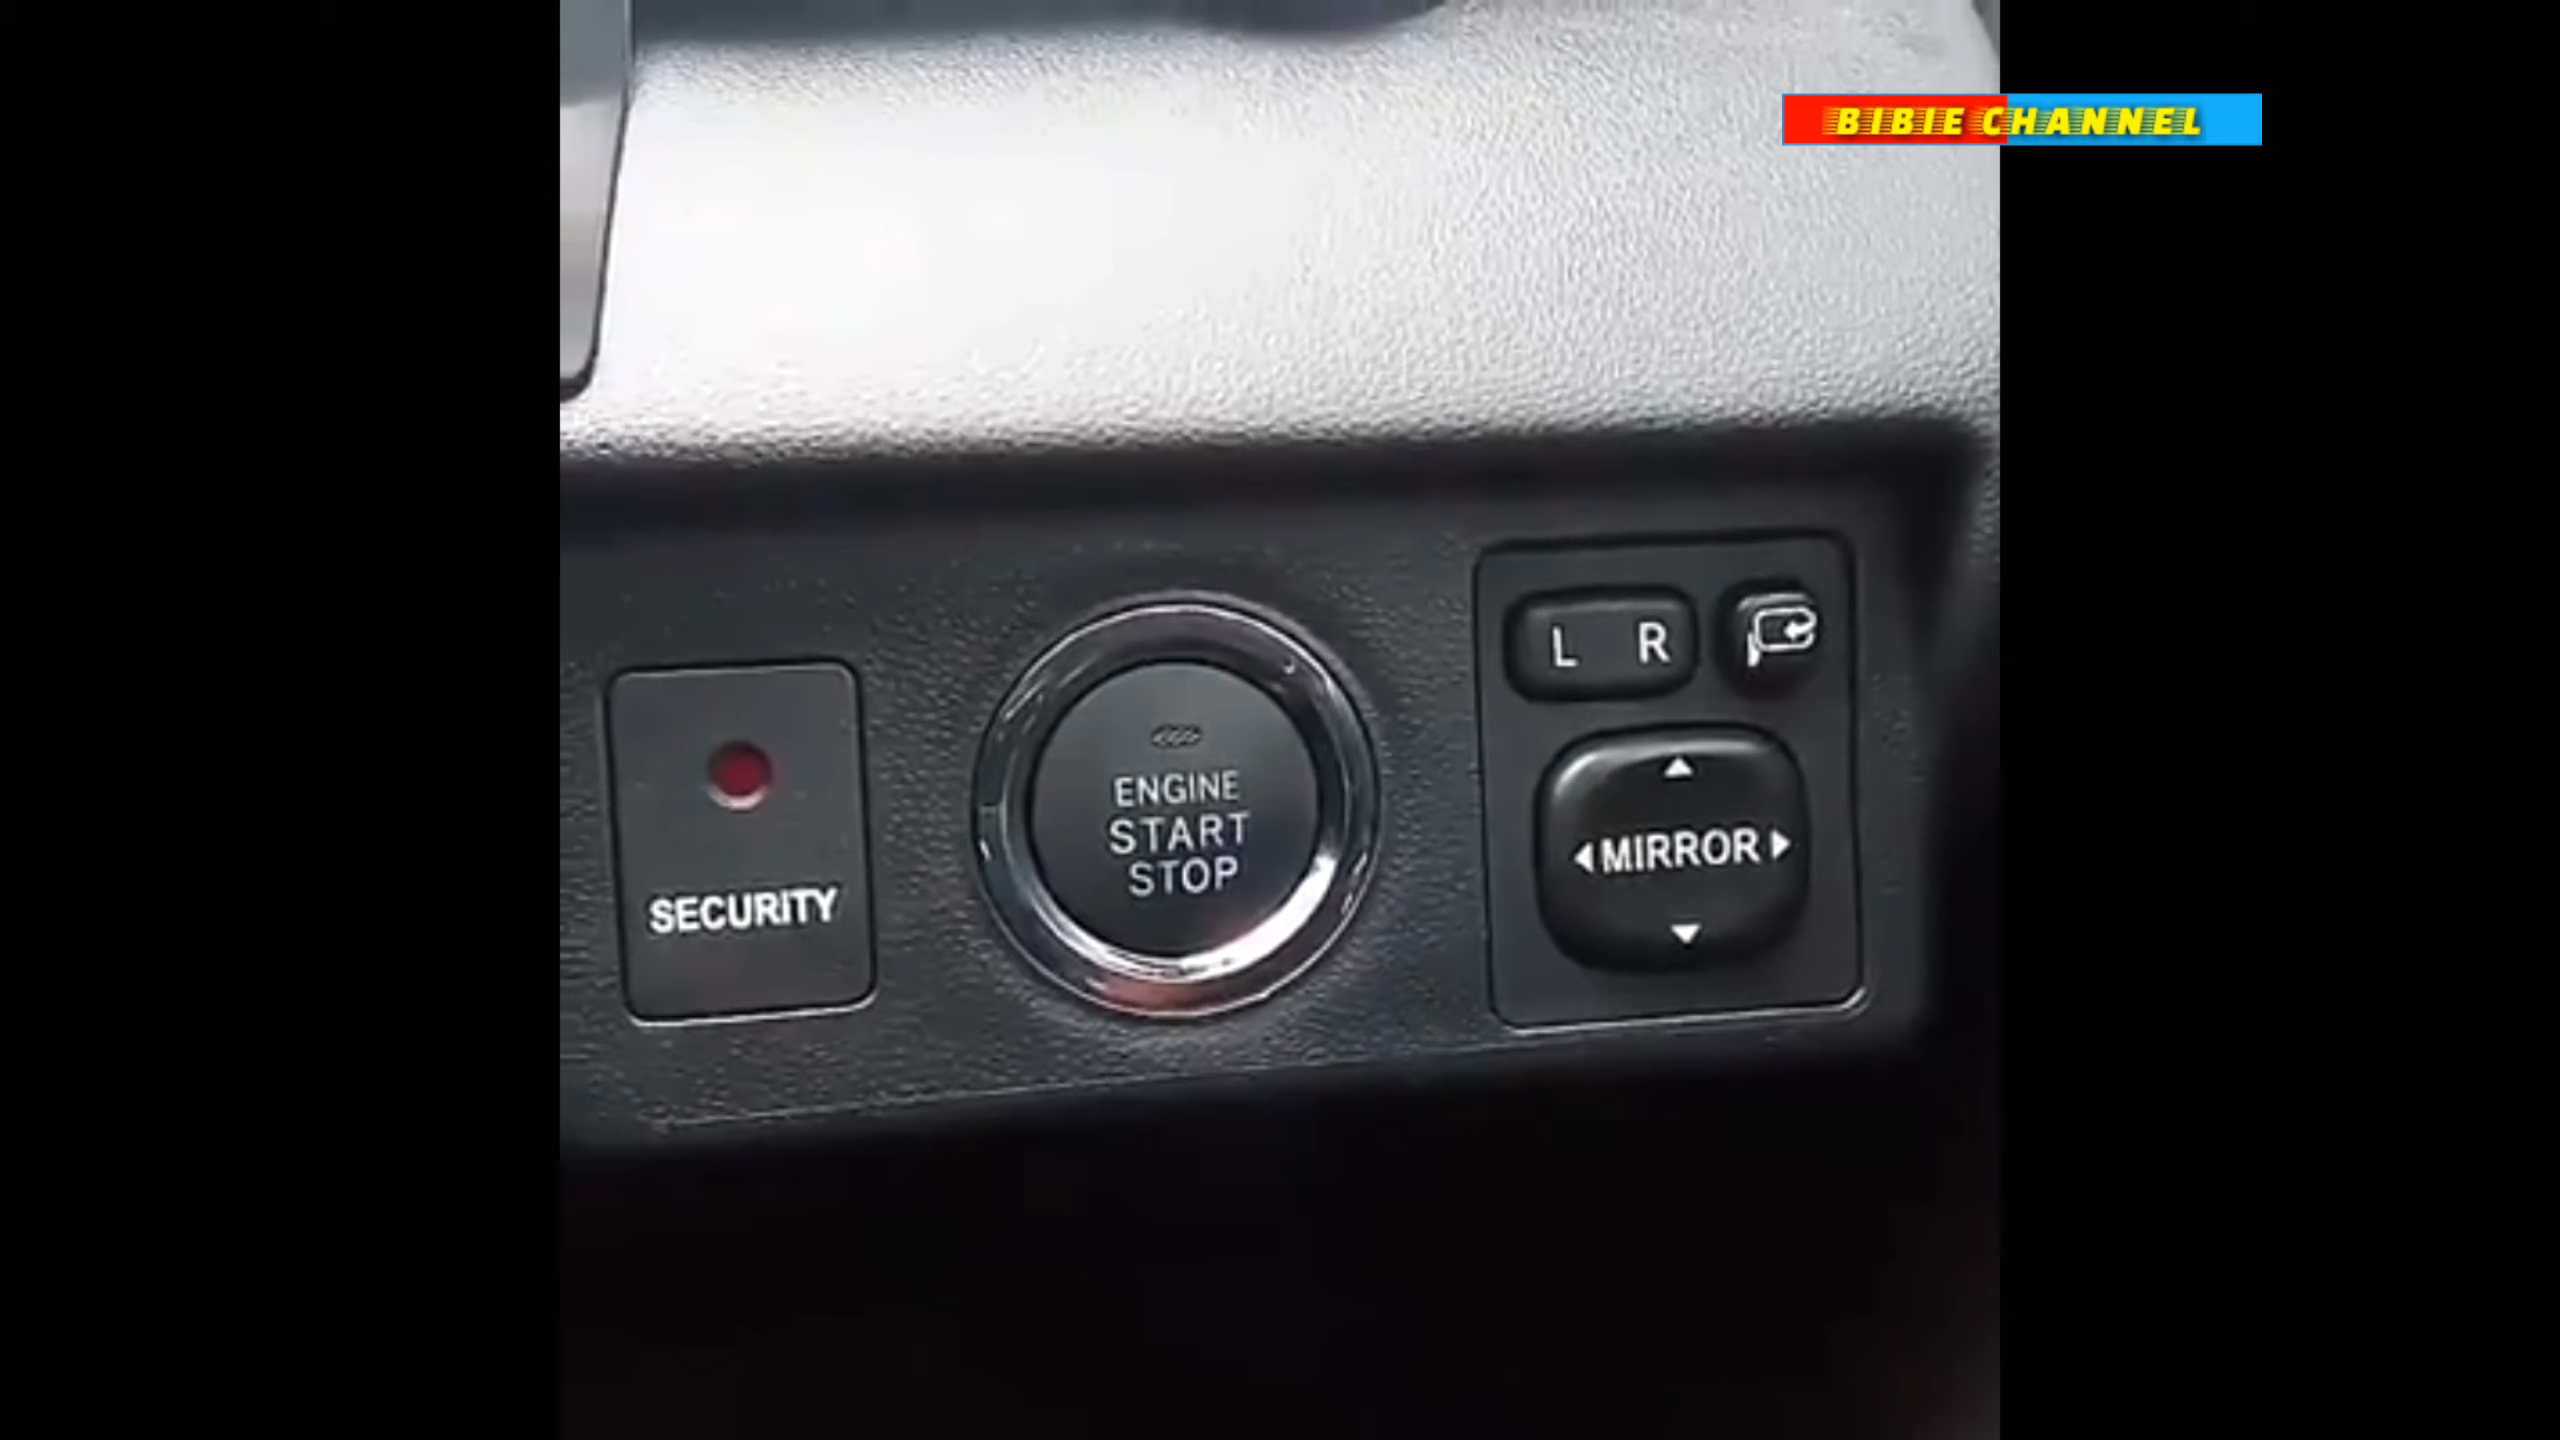 BIBIE CHANNEL
L R
SECURITY
ENGINE
START
STOP
MIRROR